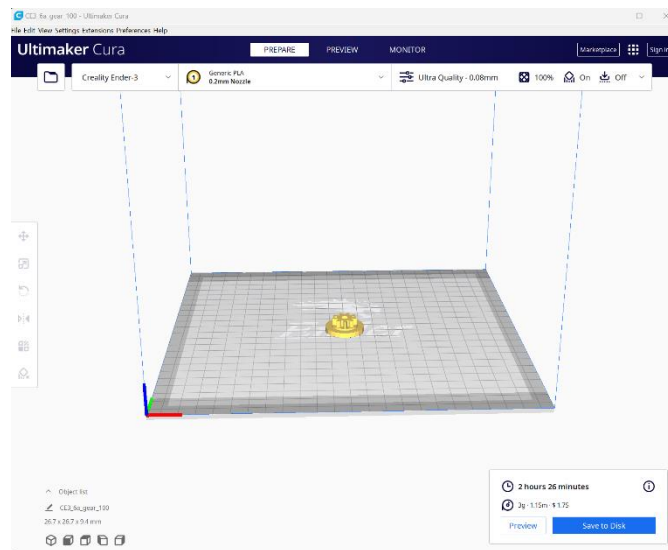 CE3_6x_gear_100 - Ultimaker Cura
File Edit View Settings Extensions Preferences Help
Ultimaker Cura
PREPARE
PREVIEW
MONITOR
Marketplace
Sign in
Creality Ender-3
1
Generic PLA
0.2mm Nozzle
Ultra Quality - 0.08mm
100%
On
Off
Object list
CE3_6x_gear_100
26.7 x 26.7 x 9.4 mm
2 hours 26 minutes
3g · 1.15m · $ 1.75
Preview
Save to Disk